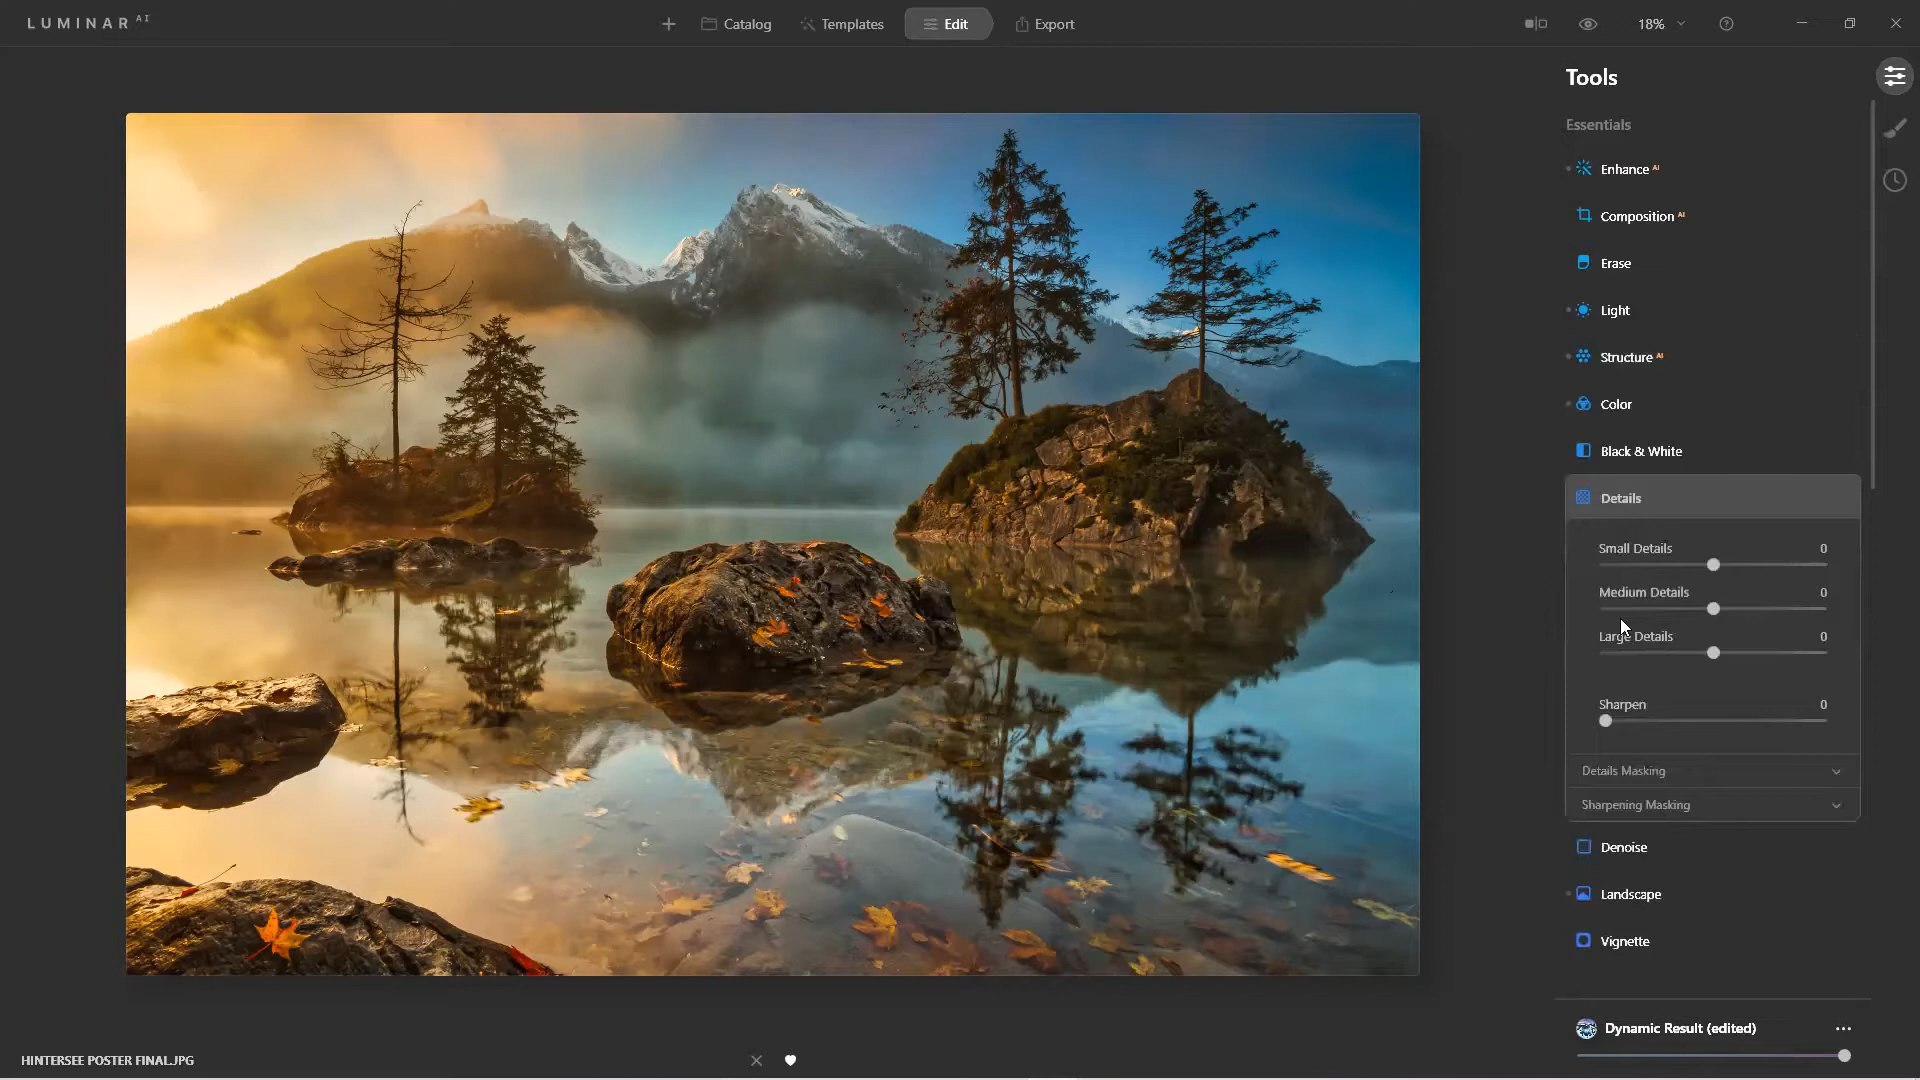 LUMINAR AI
Catalog
Templates
Edit
Export
18%
Tools
Essentials
Enhance AI
Composition AI
Erase
Light
Structure AI
Color
Black & White
Details
Small Details 0
Medium Details 0
Large Details 0
Sharpen 0
Details Masking
Sharpening Masking
Denoise
Landscape
Vignette
Dynamic Result (edited)
HINTERSEE POSTER FINAL.JPG